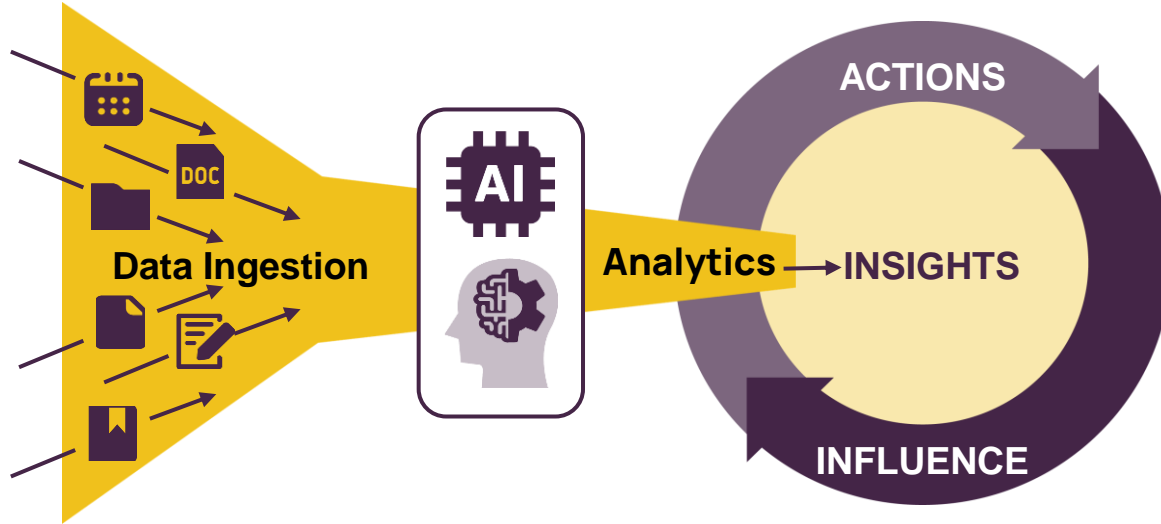 ACTIONS
DOC
AI
Data Ingestion
Analytics
INSIGHTS
INFLUENCE